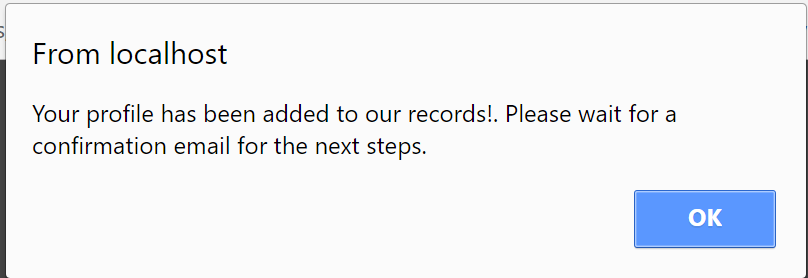 From localhost
Your profile has been added to our records!. Please wait for a
confirmation email for the next steps.
OK